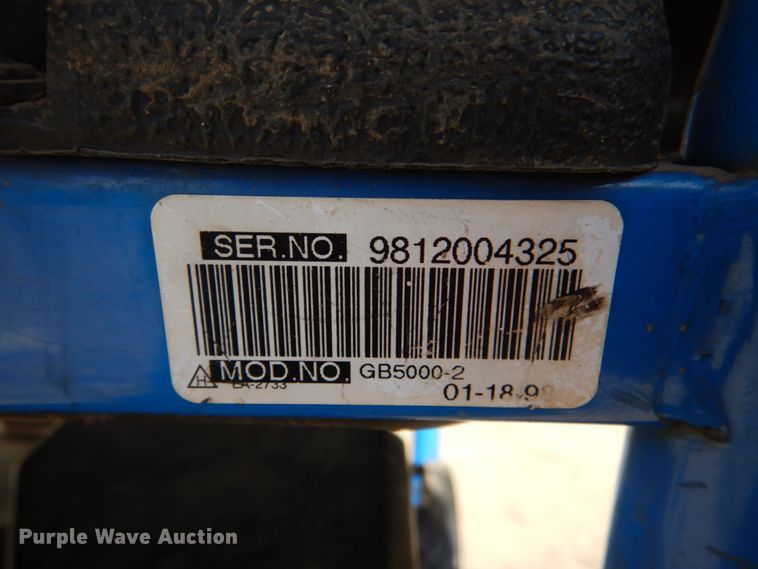 SER.NO. 9812004325
MOD.NO. GB5000-2
LA-2733
Purple Wave Auction